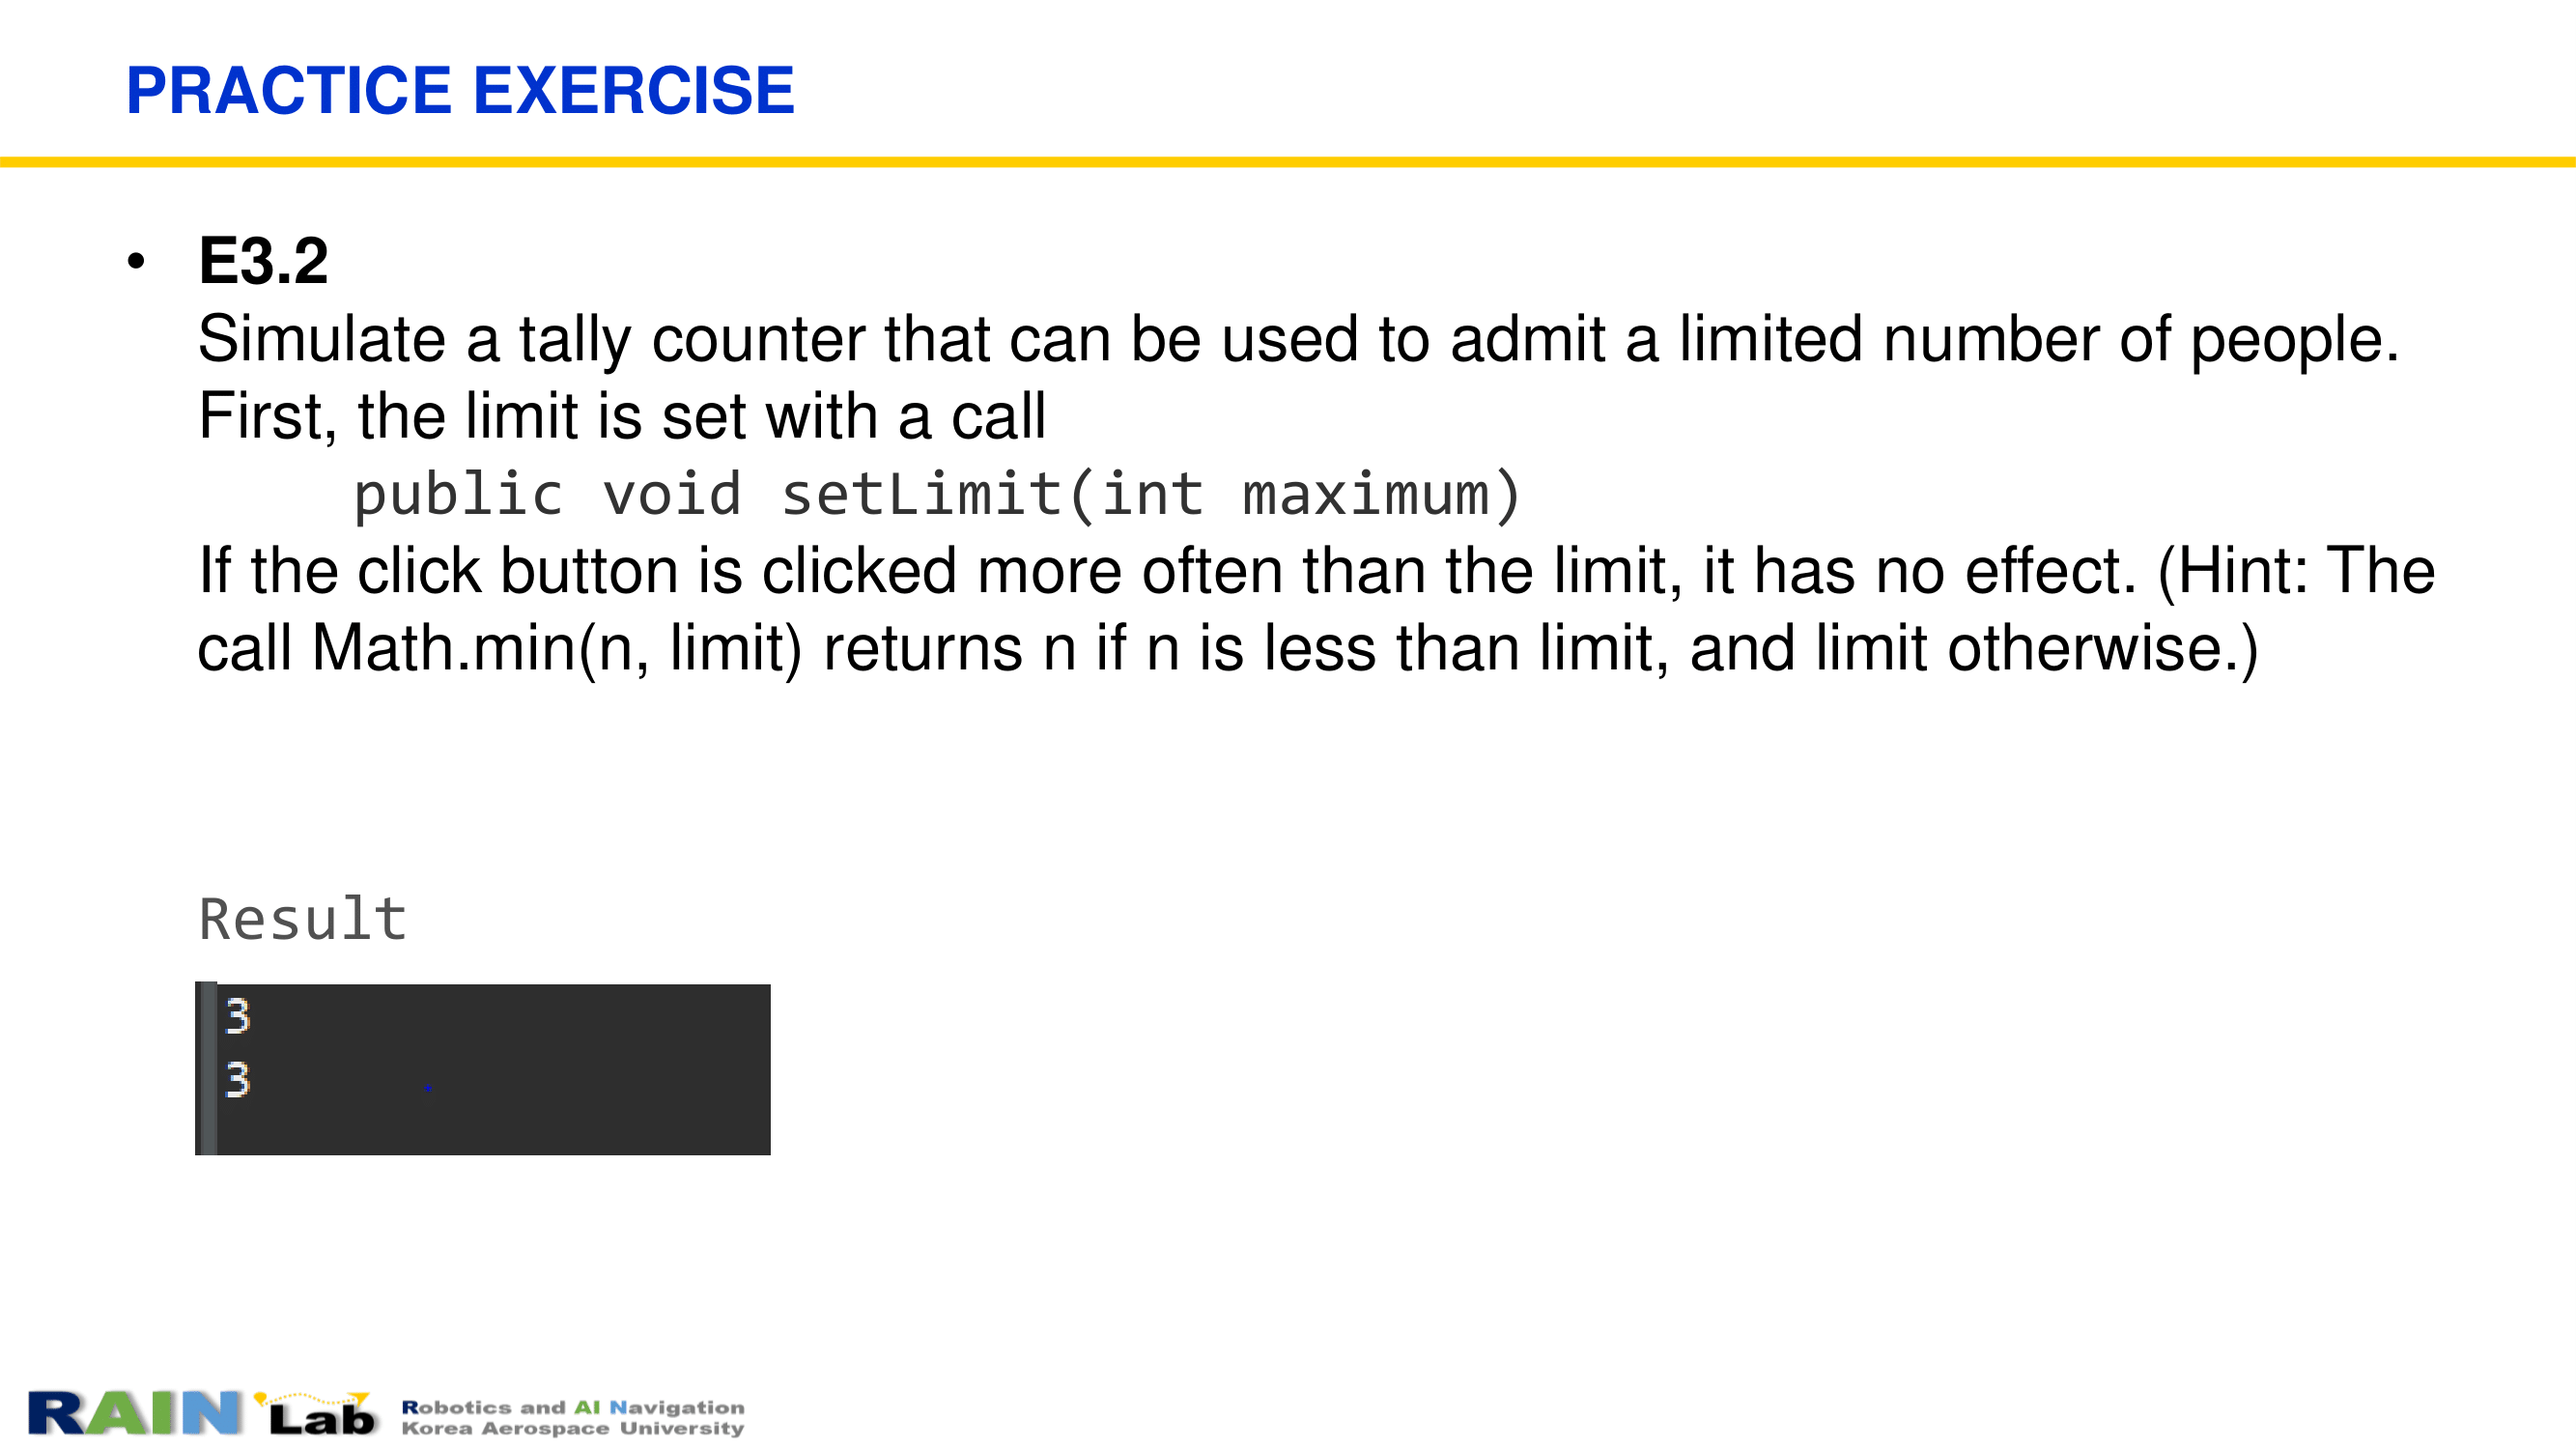 PRACTICE EXERCISE
• E3.2
Simulate a tally counter that can be used to admit a limited number of people.
First, the limit is set with a call
public void setLimit(int maximum)
If the click button is clicked more often than the limit, it has no effect. (Hint: The
call Math.min(n, limit) returns n if n is less than limit, and limit otherwise.)
Result
3
3
RAIN Lab
Robotics and AI Navigation
Korea Aerospace University